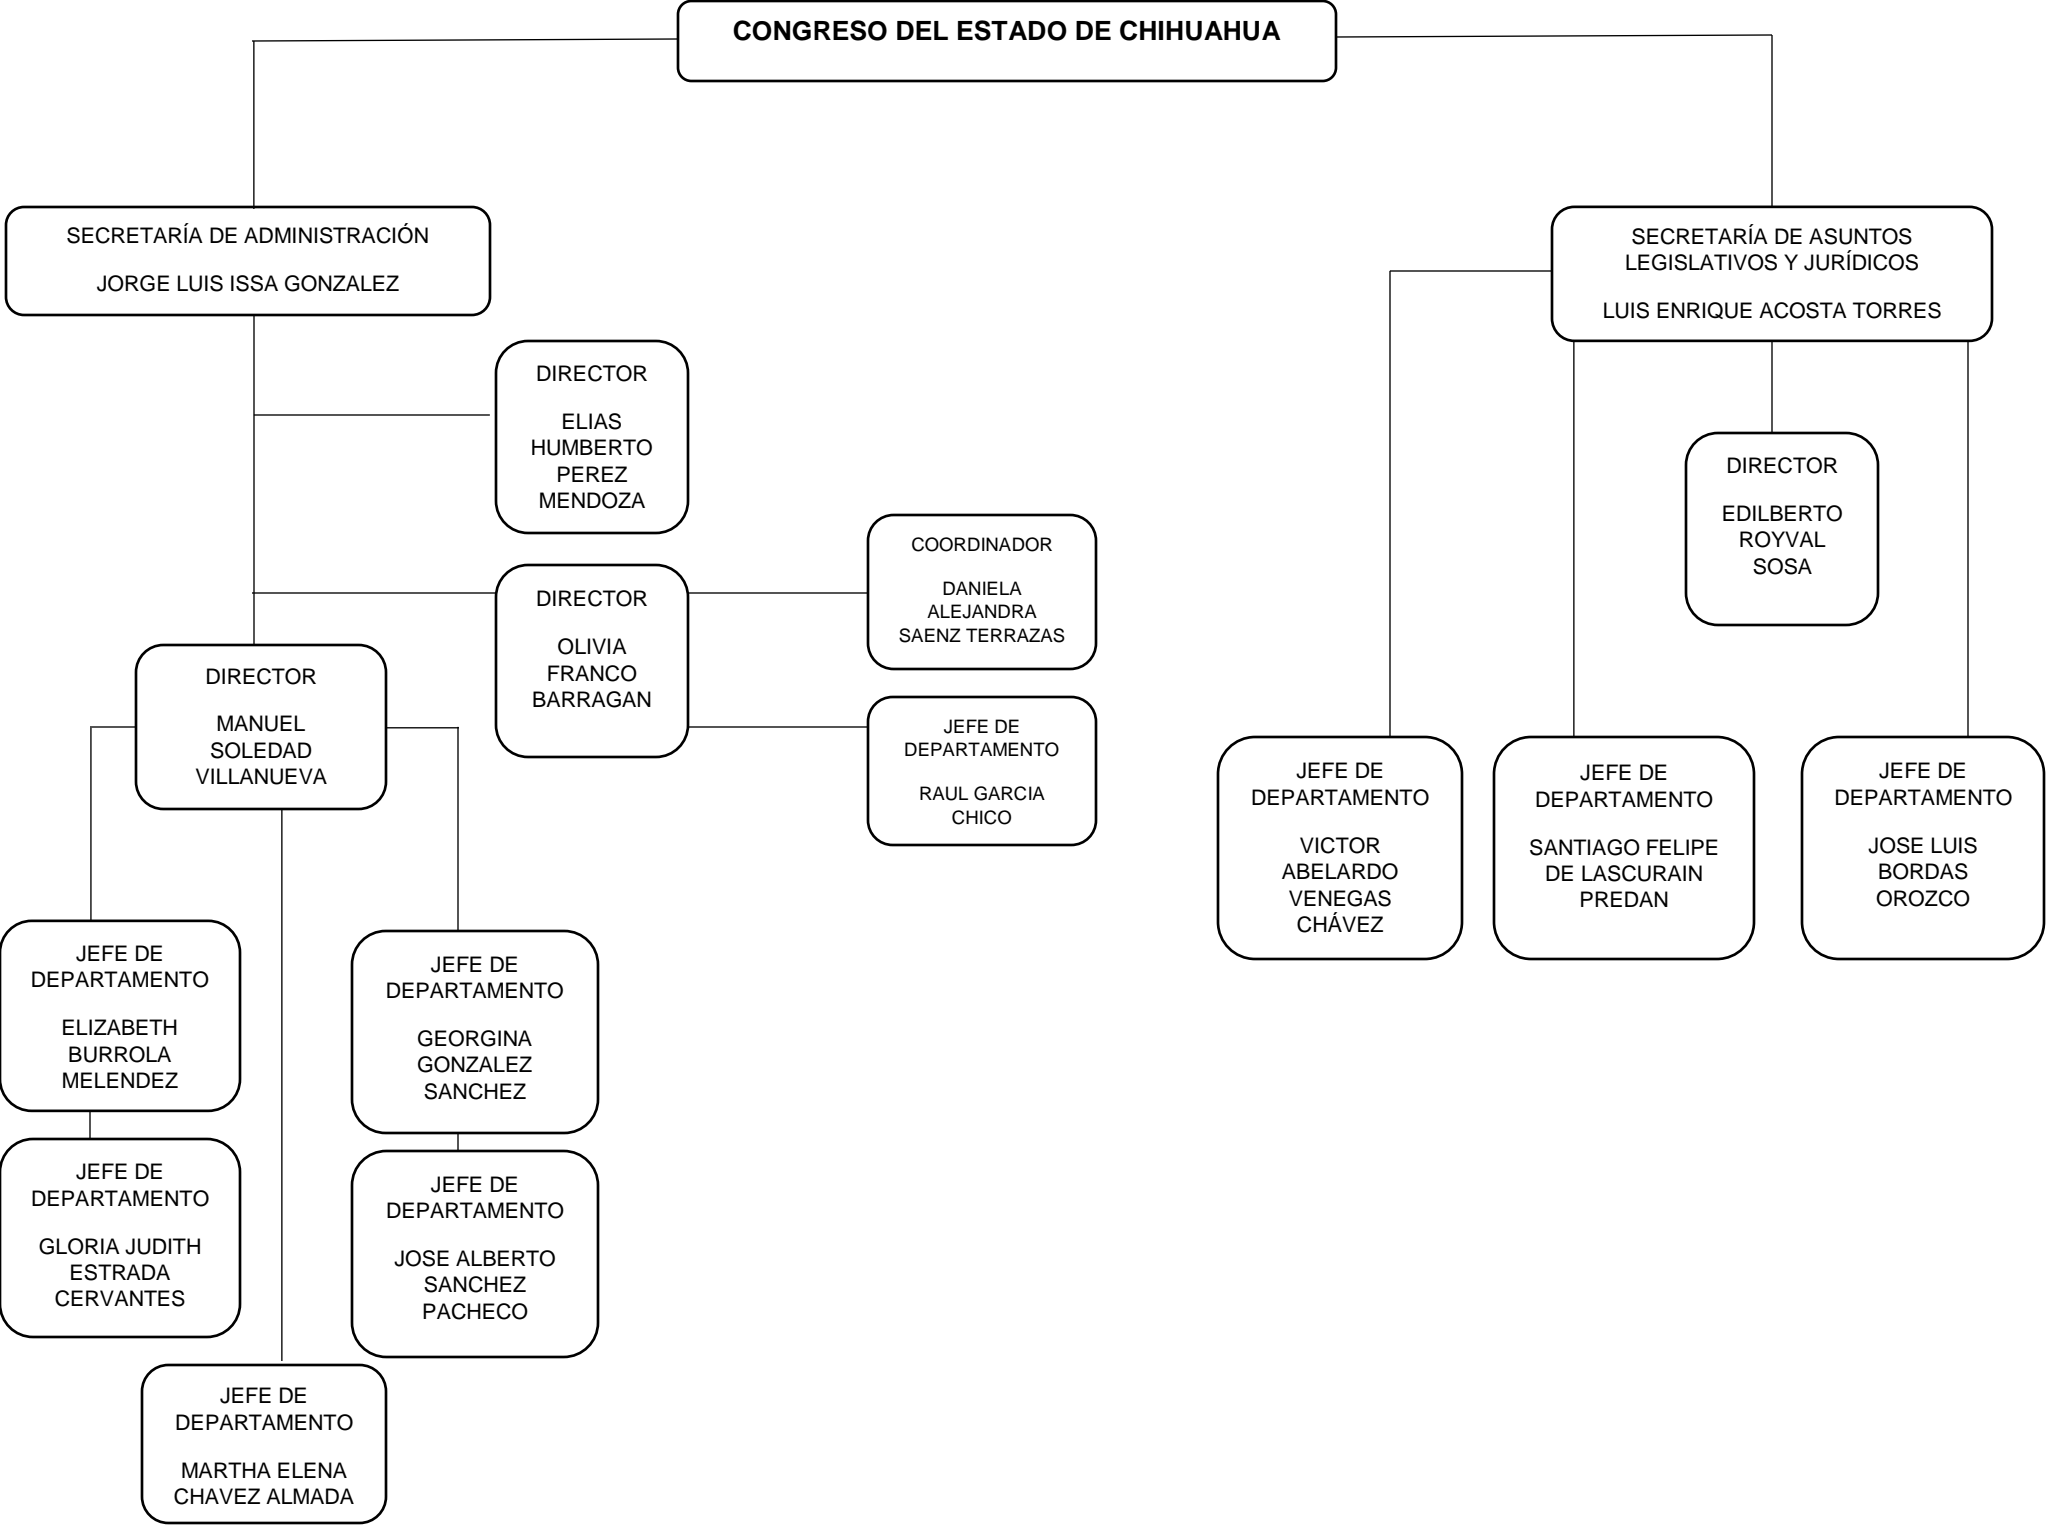 CONGRESO DEL ESTADO DE CHIHUAHUA
SECRETARÍA DE ADMINISTRACIÓN
JORGE LUIS ISSA GONZALEZ
SECRETARÍA DE ASUNTOS
LEGISLATIVOS Y JURÍDICOS
LUIS ENRIQUE ACOSTA TORRES
DIRECTOR
ELIAS
HUMBERTO
PEREZ
MENDOZA
DIRECTOR
EDILBERTO
ROYVAL
SOSA
COORDINADOR
DANIELA
ALEJANDRA
SAENZ TERRAZAS
DIRECTOR
OLIVIA
FRANCO
BARRAGAN
DIRECTOR
MANUEL
SOLEDAD
VILLANUEVA
JEFE DE
DEPARTAMENTO
RAUL GARCIA
CHICO
JEFE DE
DEPARTAMENTO
VICTOR
ABELARDO
VENEGAS
CHÁVEZ
JEFE DE
DEPARTAMENTO
SANTIAGO FELIPE
DE LASCURAIN
PREDAN
JEFE DE
DEPARTAMENTO
JOSE LUIS
BORDAS
OROZCO
JEFE DE
DEPARTAMENTO
ELIZABETH
BURROLA
MELENDEZ
JEFE DE
DEPARTAMENTO
GEORGINA
GONZALEZ
SANCHEZ
JEFE DE
DEPARTAMENTO
GLORIA JUDITH
ESTRADA
CERVANTES
JEFE DE
DEPARTAMENTO
JOSE ALBERTO
SANCHEZ
PACHECO
JEFE DE
DEPARTAMENTO
MARTHA ELENA
CHAVEZ ALMADA